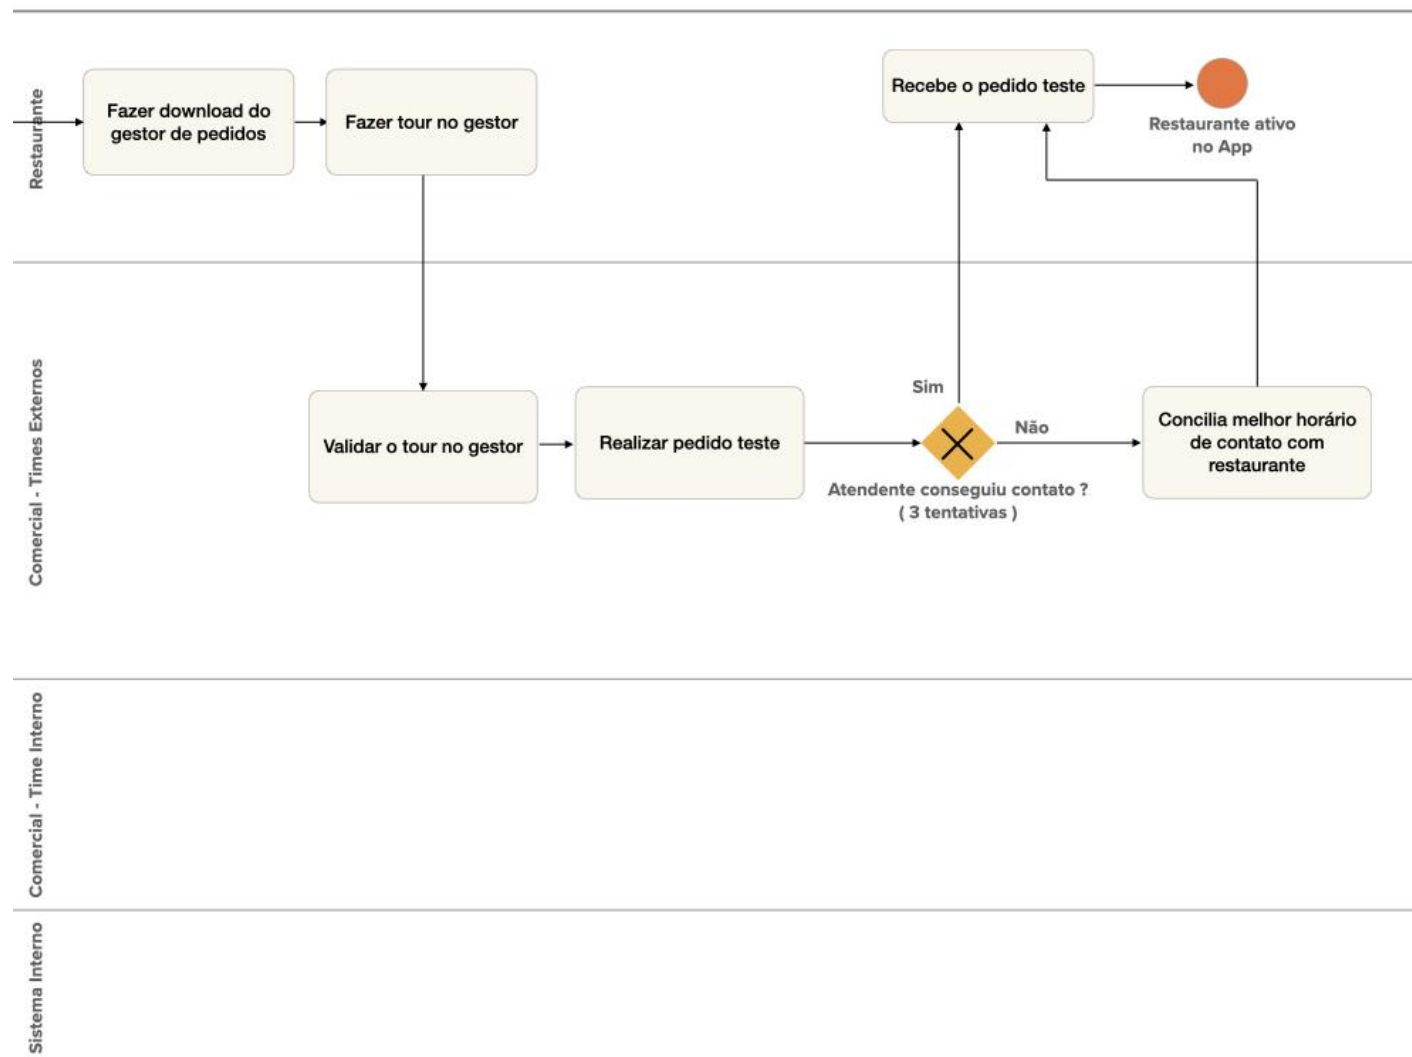 Restaurante
Fazer download do
gestor de pedidos
Fazer tour no gestor
Recebe o pedido teste
Restaurante ativo
no App
Comercial - Times Externos
Validar o tour no gestor
Realizar pedido teste
Sim
Não
Atendente conseguiu contato ?
( 3 tentativas )
Concilia melhor horário
de contato com
restaurante
Comercial - Time Interno
Sistema Interno